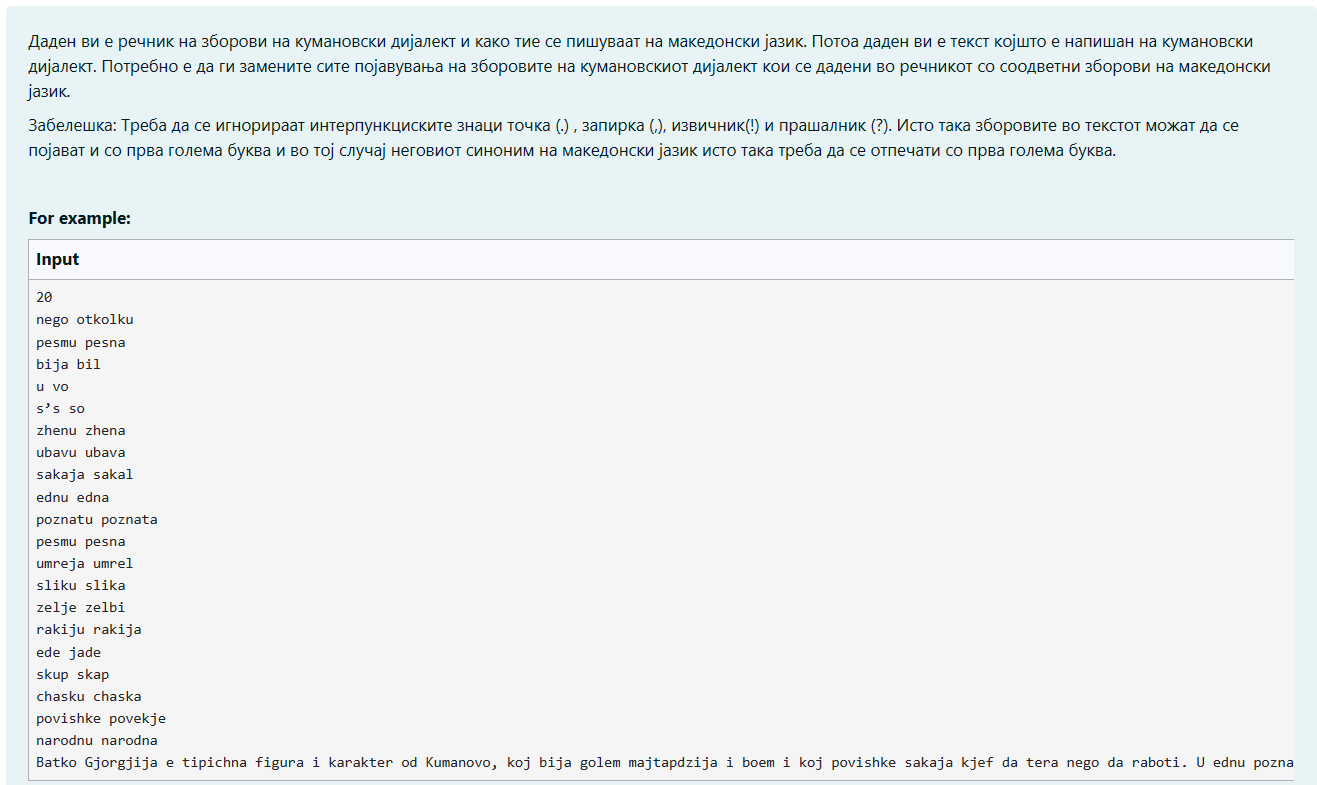 Даден ви е речник на зборови на кумановски дијалект и како тие се пишуваат на македонски јазик. Потоа даден ви е текст којшто е напишан на кумановски
дијалект. Потребно е да ги замените сите појавувања на зборовите на кумановскиот дијалект кои се дадени во речникот со соодветни зборови на македонски
јазик.
Забелешка: Треба да се игнорираат интерпункциските знаци точка (.) , запирка (,), извичник(!) и прашалник (?). Исто така зборовите во текстот можат да се
појават и со прва голема буква и во тој случај неговиот синоним на македонски јазик исто така треба да се отпечати со прва голема буква.
For example:
Input
20
nego otkolku
pesmu pesna
bija bil
u vo
s’s so
zhenu zhena
ubavu ubava
sakaja sakal
ednu edna
poznatu poznata
pesmu pesna
umreja umrel
sliku slika
zelje zelbi
rakiju rakija
ede jade
skup skap
chasku chaska
povishke povekje
narodnu narodna
Batko Gjorgjija e tipichna figura i karakter od Kumanovo, koj bija golem majtapdzija i boem i koj povishke sakaja kjef da tera nego da raboti. U ednu pozna